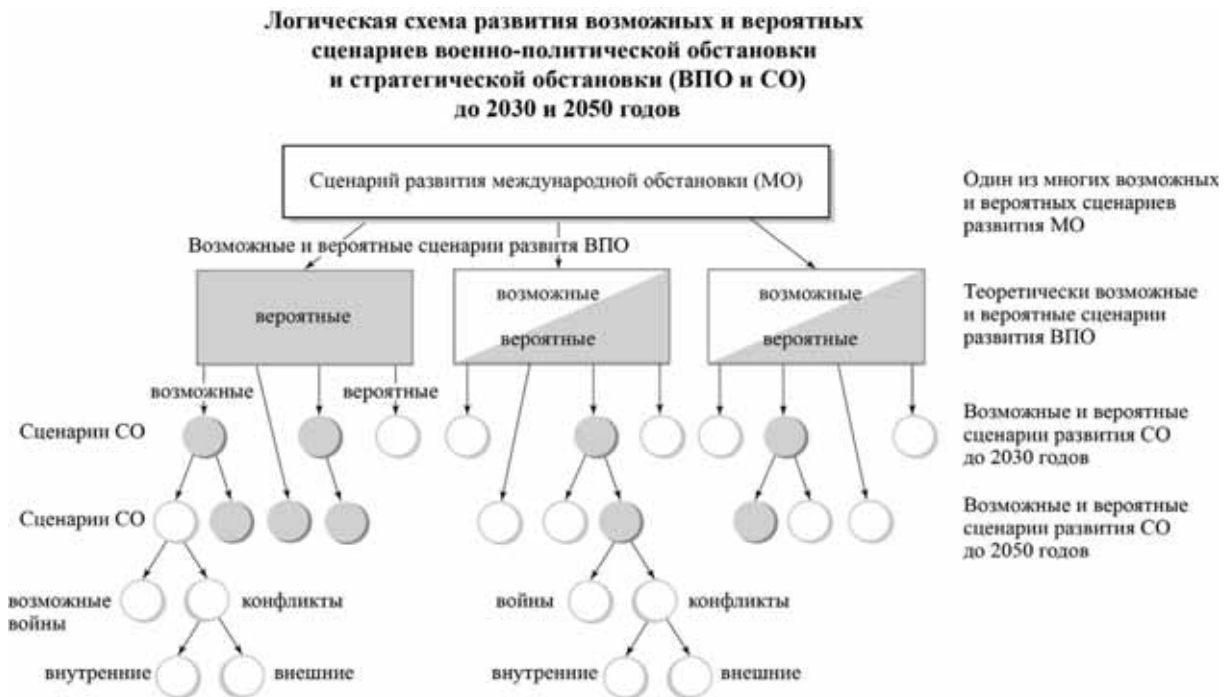 Логическая схема развития возможных и вероятных
сценариев военно-политической обстановки
и стратегической обстановки (ВПО и СО)
до 2030 и 2050 годов
Сценарий развития международной обстановки (МО)
Один из многих возможных
и вероятных сценариев
развития МО
Возможные и вероятные сценарии развитя ВПО
вероятные
возможные
вероятные
возможные
вероятные
Теоретически возможные
и вероятные сценарии
развития ВПО
возможные
вероятные
Сценарии СО
Возможные и вероятные
сценарии развития СО
до 2030 годов
Сценарии СО
Возможные и вероятные
сценарии развития СО
до 2050 годов
возможные
войны
конфликты
войны
конфликты
внутренние
внешние
внутренние
внешние